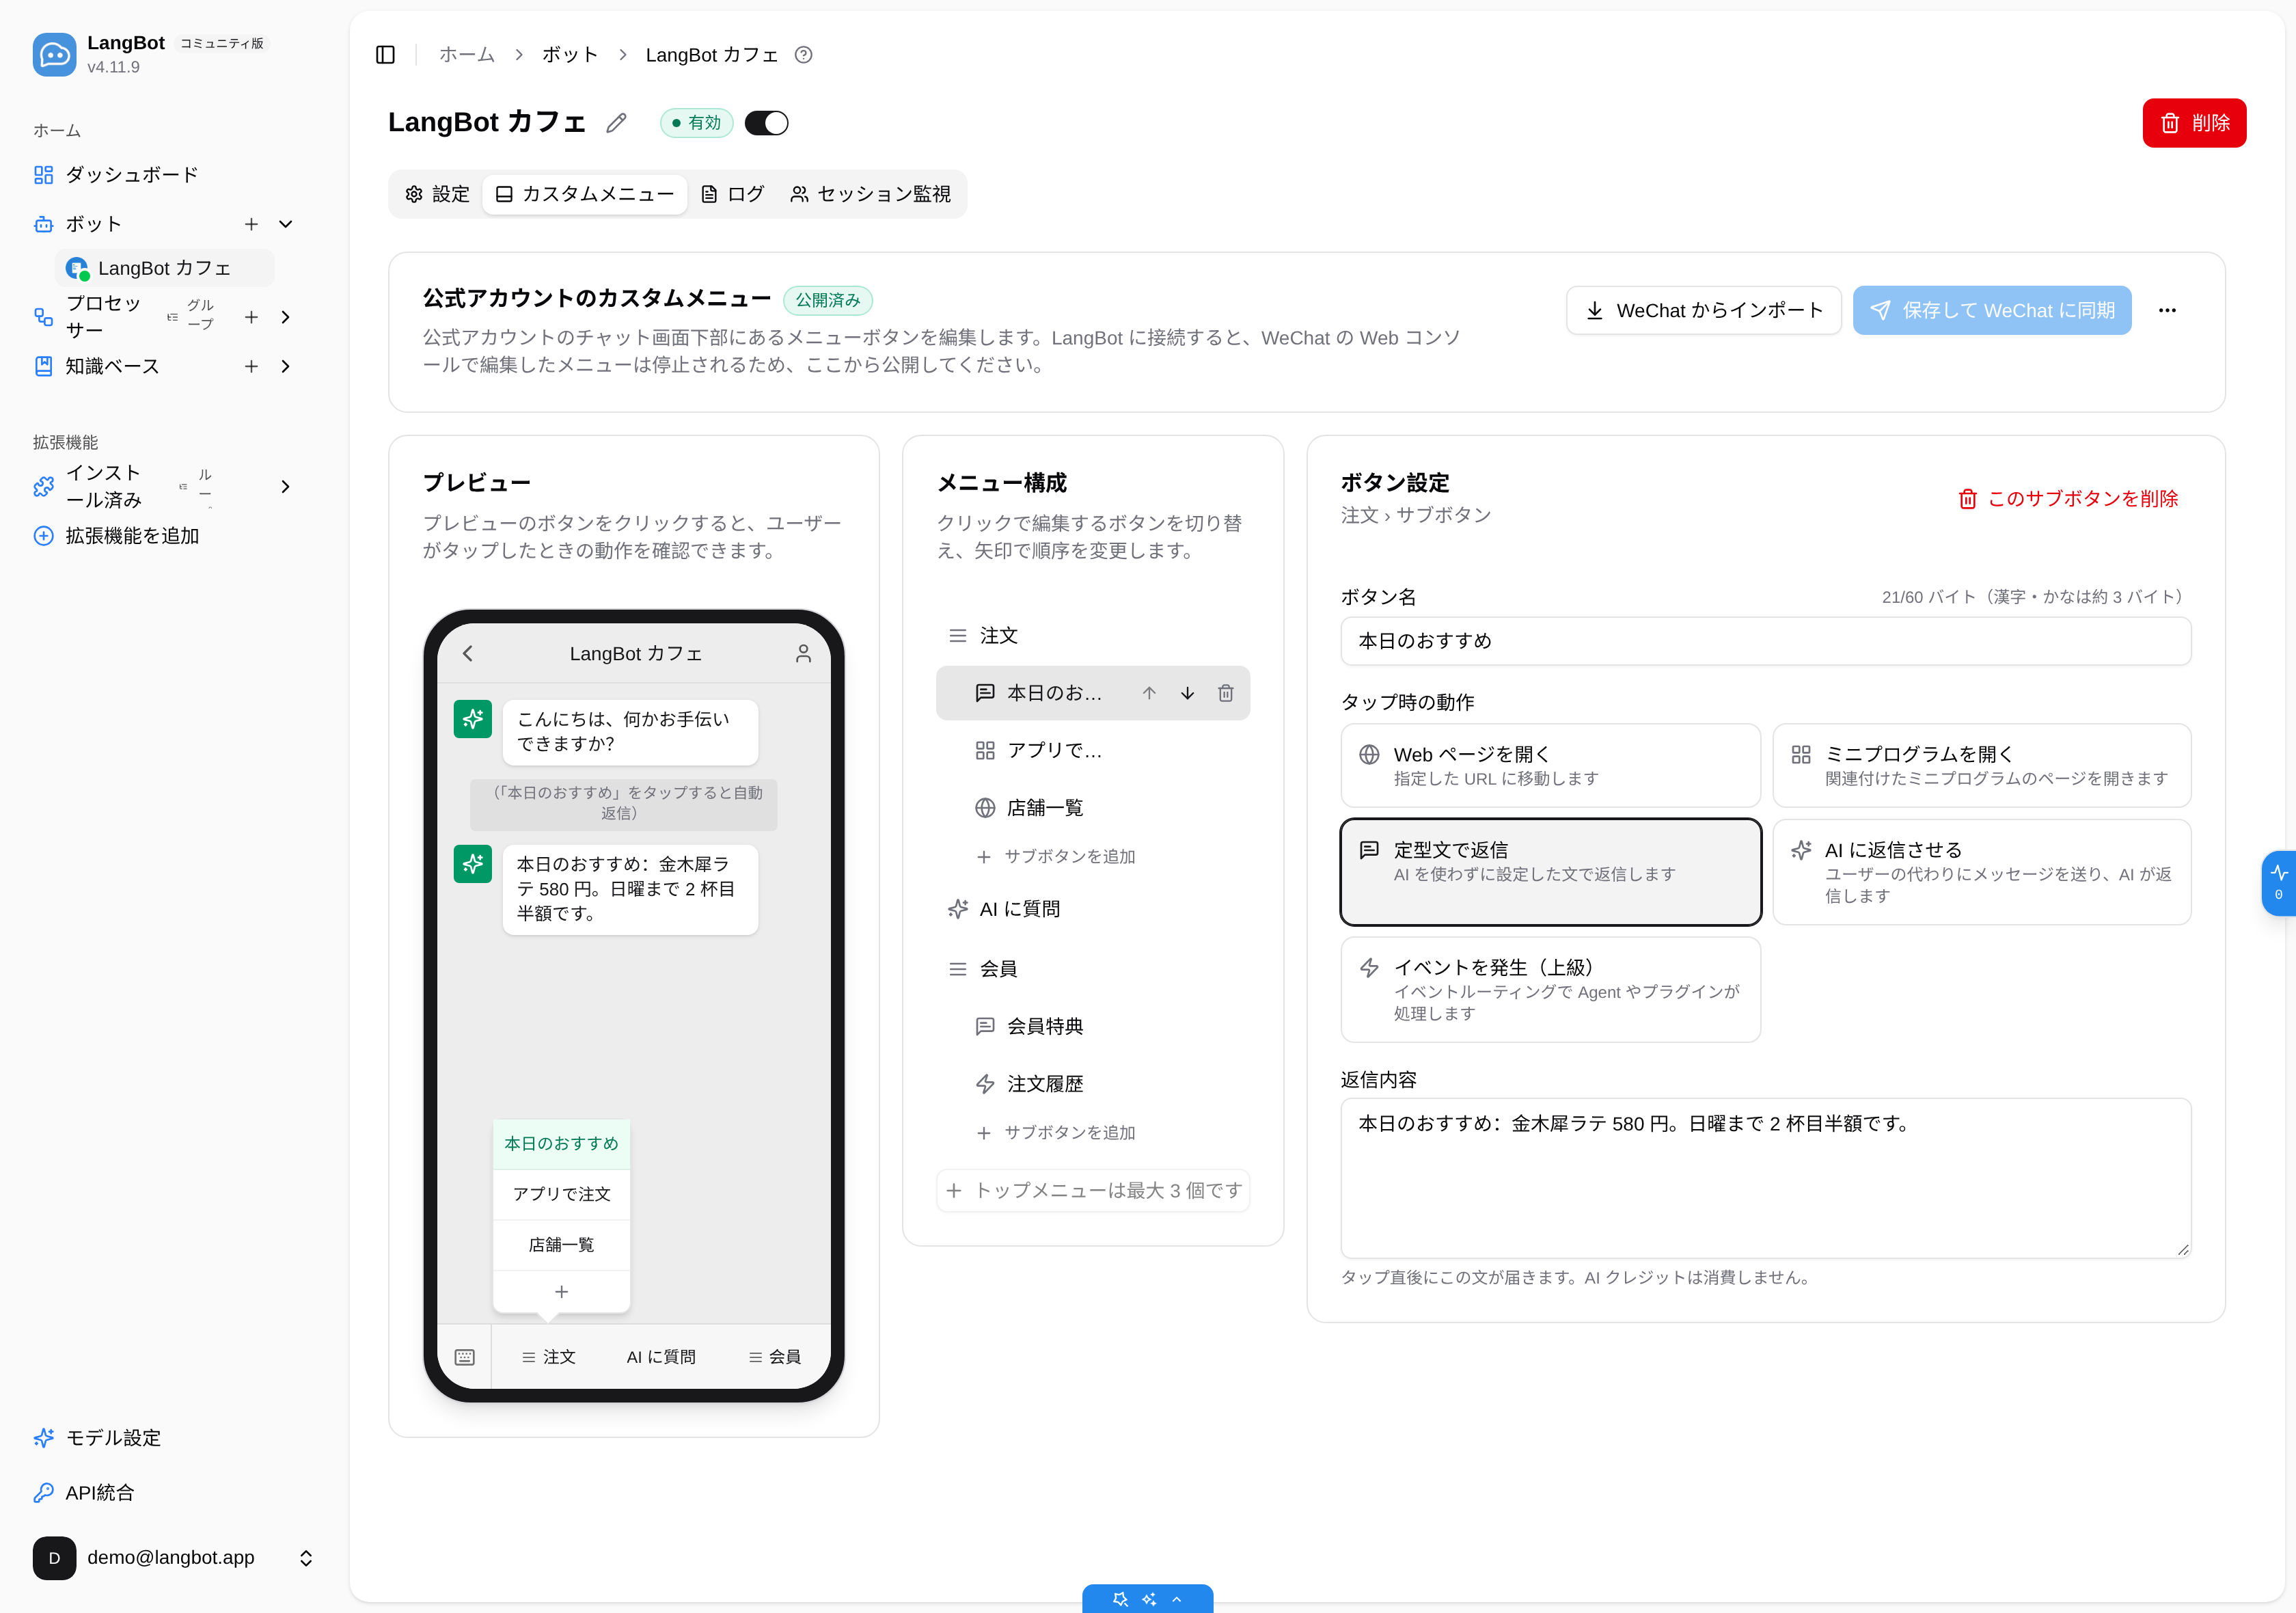 LangBot コミュニティ版
v4.11.9
ホーム
ダッシュボード
ボット
LangBot カフェ
プロセッ
サー
グル
ープ
知識ベース
拡張機能
インスト
ール済み
ル
ー
拡張機能を追加
モデル設定
API統合
D demo@langbot.app
ホーム ボット LangBot カフェ
LangBot カフェ 有効
削除
設定 カスタムメニュー ログ セッション監視
公式アカウントのカスタムメニュー 公開済み
公式アカウントのチャット画面下部にあるメニューボタンを編集します。LangBot に接続すると、WeChat の Web コンソ
ールで編集したメニューは停止されるため、ここから公開してください。
WeChat からインポート
保存して WeChat に同期
プレビュー
プレビューのボタンをクリックすると、ユーザー
がタップしたときの動作を確認できます。
LangBot カフェ
こんにちは、何かお手伝い
できますか？
（「本日のおすすめ」をタップすると自動
返信）
本日のおすすめ：金木犀ラ
テ 580 円。日曜まで 2 杯目
半額です。
本日のおすすめ
アプリで注文
店舗一覧
注文 AI に質問 会員
メニュー構成
クリックで編集するボタンを切り替
え、矢印で順序を変更します。
注文
本日のお…
アプリで…
店舗一覧
サブボタンを追加
AI に質問
会員
会員特典
注文履歴
サブボタンを追加
トップメニューは最大 3 個です
ボタン設定
注文 › サブボタン
このサブボタンを削除
ボタン名
21/60 バイト（漢字・かなは約 3 バイト）
本日のおすすめ
タップ時の動作
Web ページを開く
指定した URL に移動します
ミニプログラムを開く
関連付けたミニプログラムのページを開きます
定型文で返信
AI を使わずに設定した文で返信します
AI に返信させる
ユーザーの代わりにメッセージを送り、AI が返
信します
イベントを発生（上級）
イベントルーティングで Agent やプラグインが
処理します
返信内容
本日のおすすめ：金木犀ラテ 580 円。日曜まで 2 杯目半額です。
タップ直後にこの文が届きます。AI クレジットは消費しません。
0